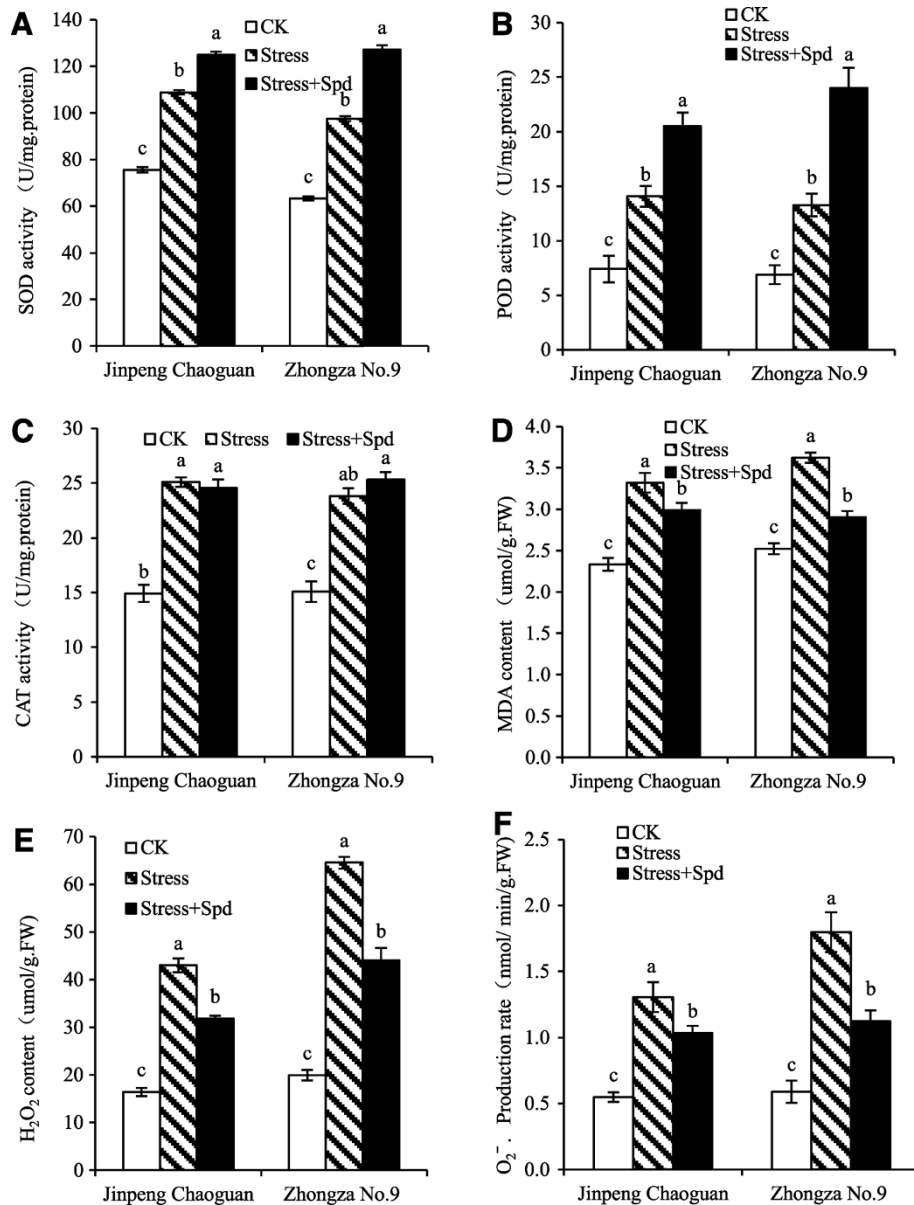 A
SOD activity （U/mg.protein）
140
120
100
80
60
40
20
0
CK
Stress
Stress+Spd
c
b
a
c
b
a
Jinpeng Chaoguan
Zhongza No.9
B
POD activity （U/mg.protein）
30
25
20
15
10
5
0
CK
Stress
Stress+Spd
c
b
a
c
b
a
Jinpeng Chaoguan
Zhongza No.9
C
CAT activity （U/mg.protein）
30
25
20
15
10
5
0
CK
Stress
Stress+Spd
b
a
a
c
ab
a
Jinpeng Chaoguan
Zhongza No.9
D
MDA content （umol/g.FW）
4.0
3.5
3.0
2.5
2.0
1.5
1.0
0.5
0.0
CK
Stress
Stress+Spd
c
a
b
c
a
b
Jinpeng Chaoguan
Zhongza No.9
E
H₂O₂ content （umol/g.FW）
70
60
50
40
30
20
10
0
CK
Stress
Stress+Spd
c
a
b
c
a
b
Jinpeng Chaoguan
Zhongza No.9
F
O₂⁻. Production rate （nmol/ min/g.FW）
2.5
2.0
1.5
1.0
0.5
0.0
CK
Stress
Stress+Spd
c
a
b
c
a
b
Jinpeng Chaoguan
Zhongza No.9